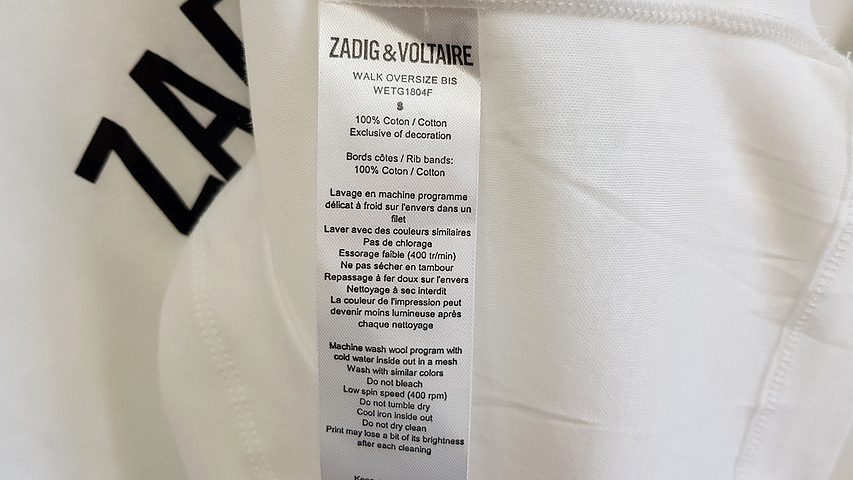 ZA
ZADIG & VOLTAIRE
WALK OVERSIZE BIS
WETG1804F
S
100% Coton / Cotton
Exclusive of decoration
Bords côtes / Rib bands:
100% Coton / Cotton
Lavage en machine programme
délicat à froid sur l'envers dans un
filet
Laver avec des couleurs similaires
Pas de chlorage
Essorage faible (400 tr/min)
Ne pas sécher en tambour
Repassage à fer doux sur l'envers
Nettoyage à sec interdit
La couleur de l'impression peut
devenir moins lumineuse après
chaque nettoyage
Machine wash wool program with
cold water inside out in a mesh
Wash with similar colors
Do not bleach
Low spin speed (400 rpm)
Do not tumble dry
Cool iron inside out
Do not dry clean
Print may lose a bit of its brightness
after each cleaning